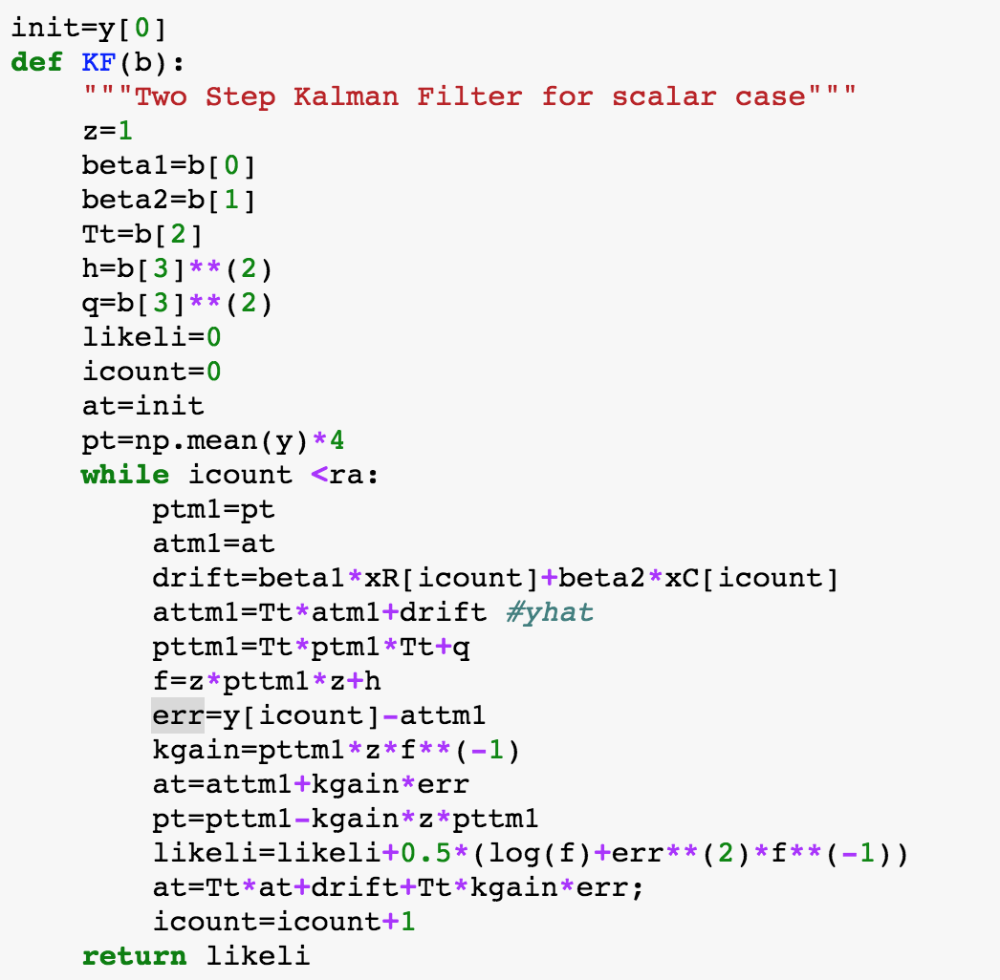 init=y[0]
def KF(b):
    """Two Step Kalman Filter for scalar case"""
    z=1
    beta1=b[0]
    beta2=b[1]
    Tt=b[2]
    h=b[3]**(2)
    q=b[3]**(2)
    likeli=0
    icount=0
    at=init
    pt=np.mean(y)*4
    while icount <ra:
        ptm1=pt
        atm1=at
        drift=beta1*xR[icount]+beta2*xC[icount]
        attm1=Tt*atm1+drift #yhat
        pttm1=Tt*ptm1*Tt+q
        f=z*pttm1*z+h
        err=y[icount]-attm1
        kgain=pttm1*z*f**(-1)
        at=attm1+kgain*err
        pt=pttm1-kgain*z*pttm1
        likeli=likeli+0.5*(log(f)+err**(2)*f**(-1))
        at=Tt*at+drift+Tt*kgain*err;
        icount=icount+1
    return likeli